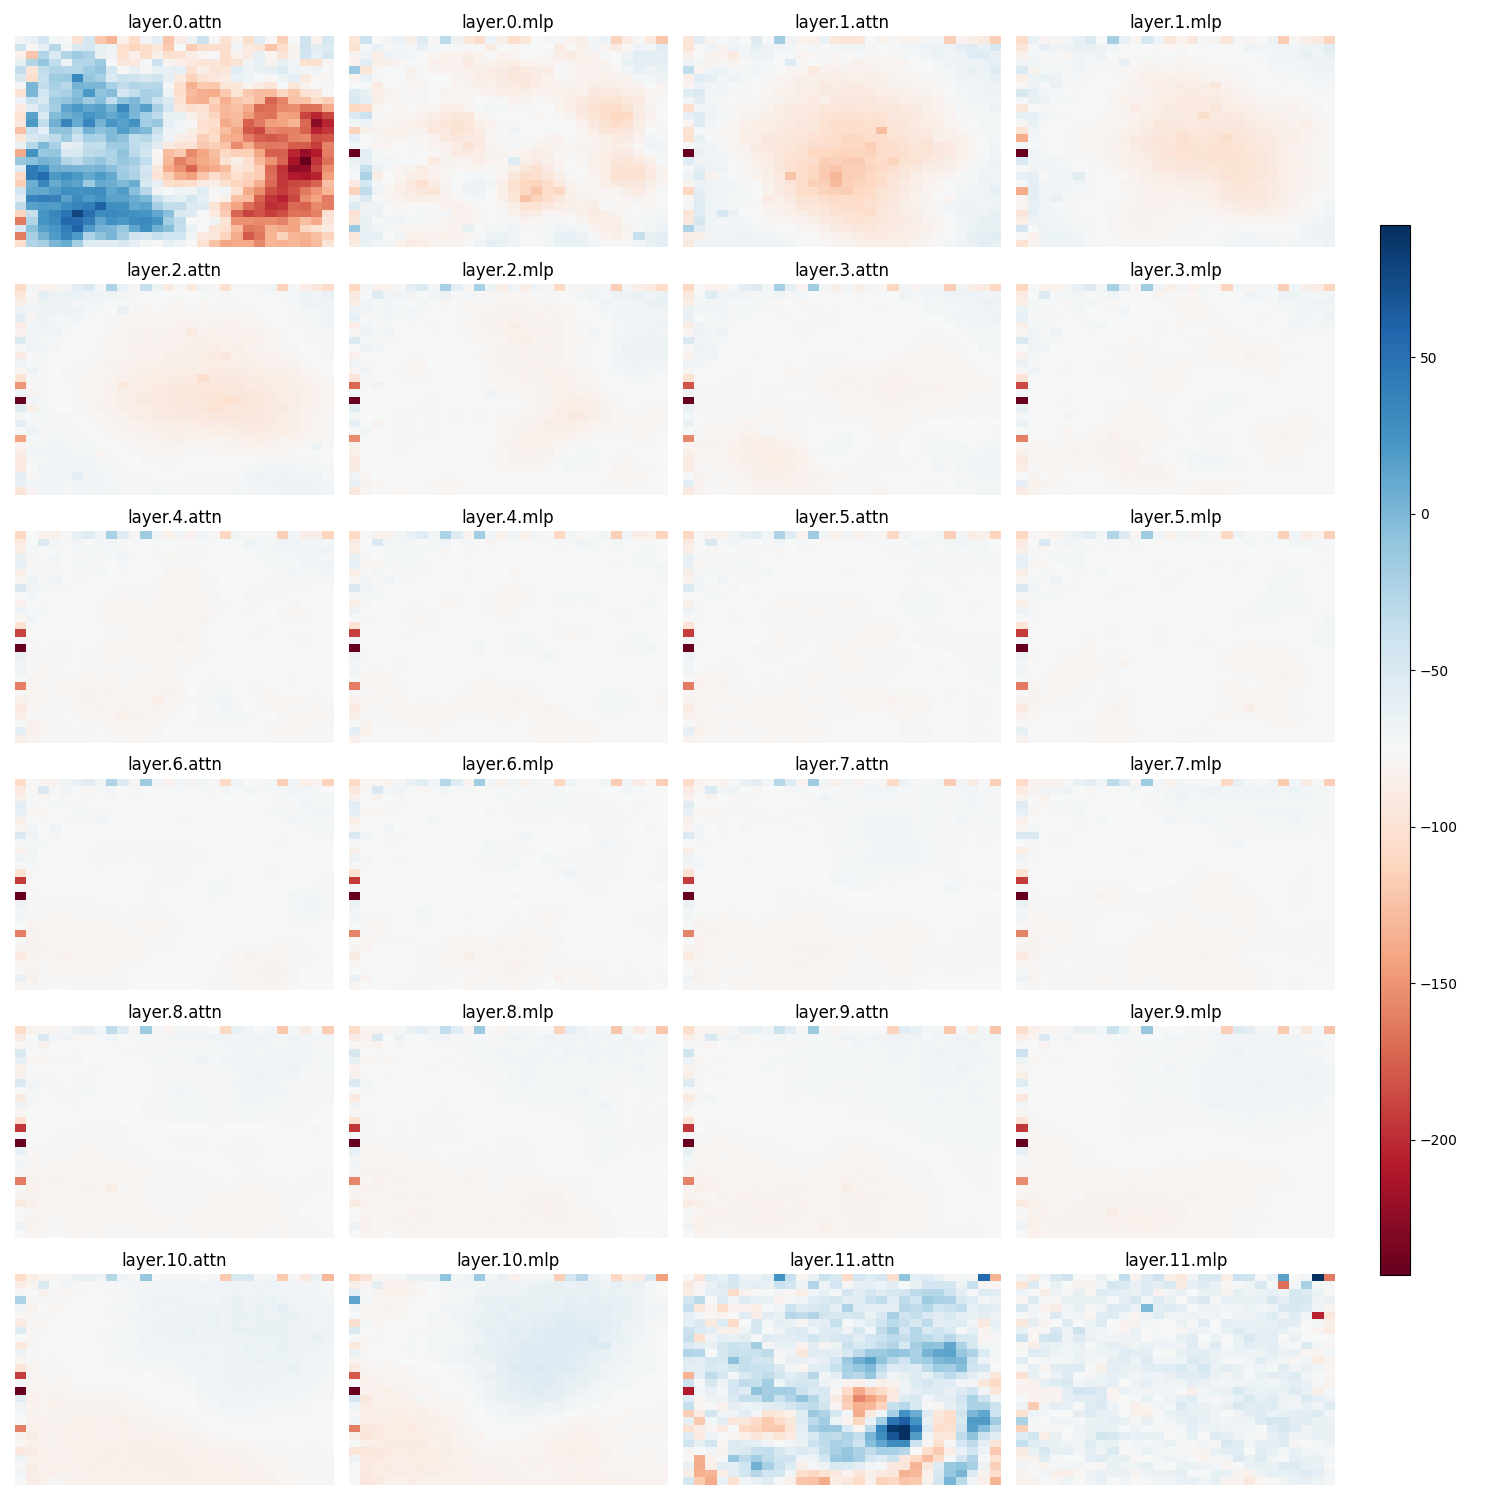 layer.0.attn layer.0.mlp layer.1.attn layer.1.mlp
layer.2.attn layer.2.mlp layer.3.attn layer.3.mlp
50
0
layer.4.attn layer.4.mlp layer.5.attn layer.5.mlp
−50
layer.6.attn layer.6.mlp layer.7.attn layer.7.mlp
−100
−150
layer.8.attn layer.8.mlp layer.9.attn layer.9.mlp
−200
layer.10.attn layer.10.mlp layer.11.attn layer.11.mlp